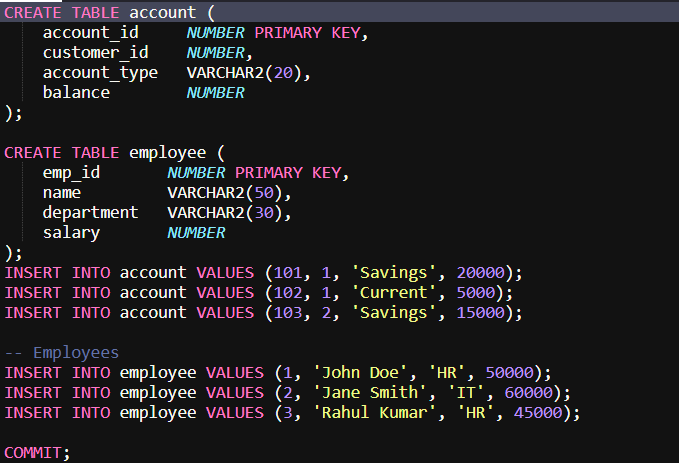 CREATE TABLE account (
    account_id     NUMBER PRIMARY KEY,
    customer_id    NUMBER,
    account_type   VARCHAR2(20),
    balance        NUMBER
);

CREATE TABLE employee (
    emp_id       NUMBER PRIMARY KEY,
    name         VARCHAR2(50),
    department   VARCHAR2(30),
    salary       NUMBER
);
INSERT INTO account VALUES (101, 1, 'Savings', 20000);
INSERT INTO account VALUES (102, 1, 'Current', 5000);
INSERT INTO account VALUES (103, 2, 'Savings', 15000);

-- Employees
INSERT INTO employee VALUES (1, 'John Doe', 'HR', 50000);
INSERT INTO employee VALUES (2, 'Jane Smith', 'IT', 60000);
INSERT INTO employee VALUES (3, 'Rahul Kumar', 'HR', 45000);

COMMIT;